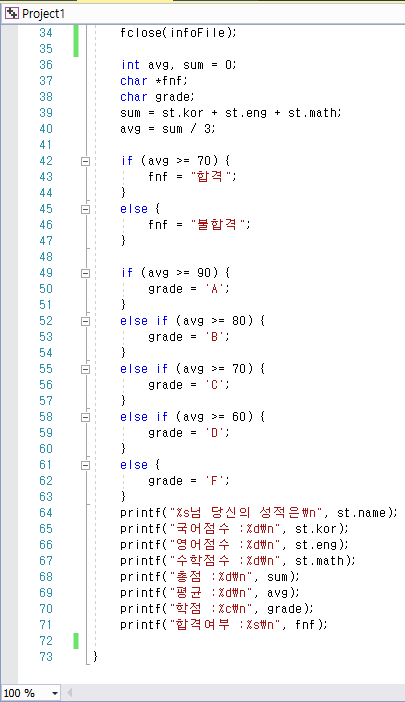 Project1
34 fclose(infoFile);
35
36 int avg, sum = 0;
37 char *fnf;
38 char grade;
39 sum = st.kor + st.eng + st.math;
40 avg = sum / 3;
41
42 if (avg >= 70) {
43 fnf = "합격";
44 }
45 else {
46 fnf = "불합격";
47 }
48
49 if (avg >= 90) {
50 grade = 'A';
51 }
52 else if (avg >= 80) {
53 grade = 'B';
54 }
55 else if (avg >= 70) {
56 grade = 'C';
57 }
58 else if (avg >= 60) {
59 grade = 'D';
60 }
61 else {
62 grade = 'F';
63 }
64 printf("%s님 당신의 성적은₩n", st.name);
65 printf("국어점수 :%d₩n", st.kor);
66 printf("영어점수 :%d₩n", st.eng);
67 printf("수학점수 :%d₩n", st.math);
68 printf("총점 :%d₩n", sum);
69 printf("평균 :%d₩n", avg);
70 printf("학점 :%c₩n", grade);
71 printf("합격여부 :%s₩n", fnf);
72
73 }
100 %